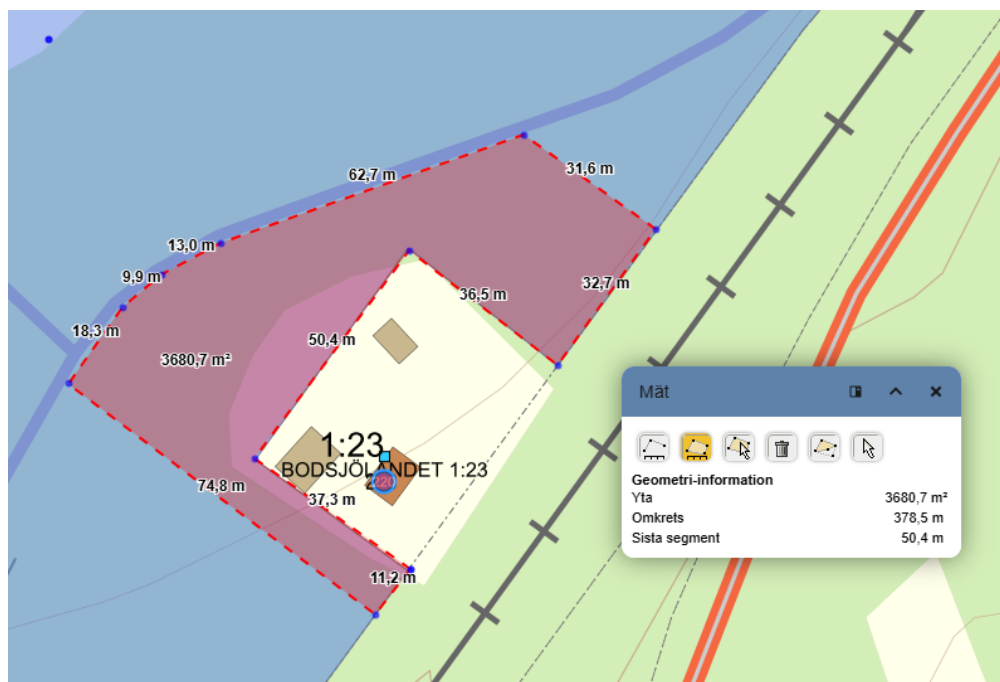 31,6 m
62,7 m
13,0 m
9,9 m
32,7 m
36,5 m
18,3 m
50,4 m
3680,7 m²
1:23
BODSJÖLANDET 1:23
2
220
74,8 m
37,3 m
11,2 m
Mät
Geometri-information
Yta 3680,7 m²
Omkrets 378,5 m
Sista segment 50,4 m